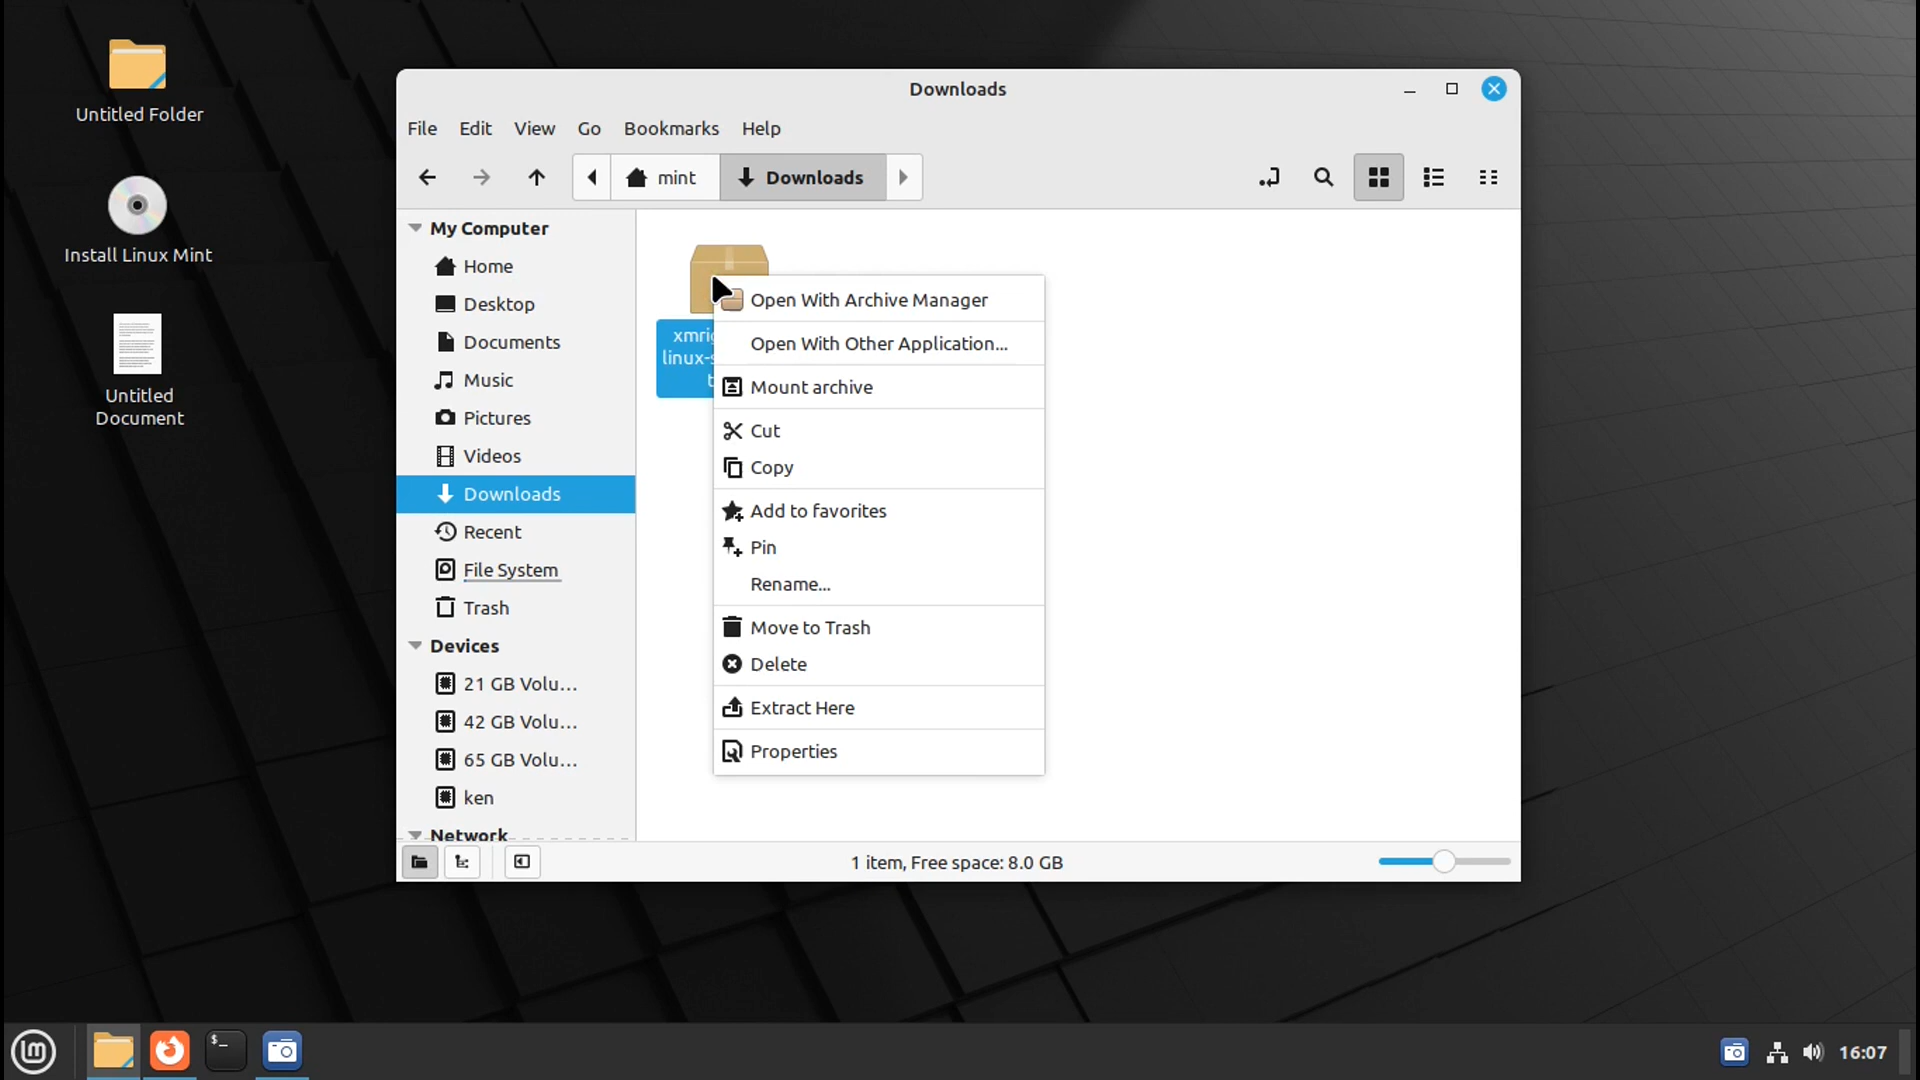 Untitled Folder
Install Linux Mint
Untitled
Document
Downloads
File Edit View Go Bookmarks Help
mint Downloads
My Computer
Home
Desktop
Documents
Music
Pictures
Videos
Downloads
Recent
File System
Trash
Devices
21 GB Volu...
42 GB Volu...
65 GB Volu...
ken
Network
xmri
linux-s
Open With Archive Manager
Open With Other Application...
Mount archive
Cut
Copy
Add to favorites
Pin
Rename...
Move to Trash
Delete
Extract Here
Properties
1 item, Free space: 8.0 GB
$_
lm
16:07